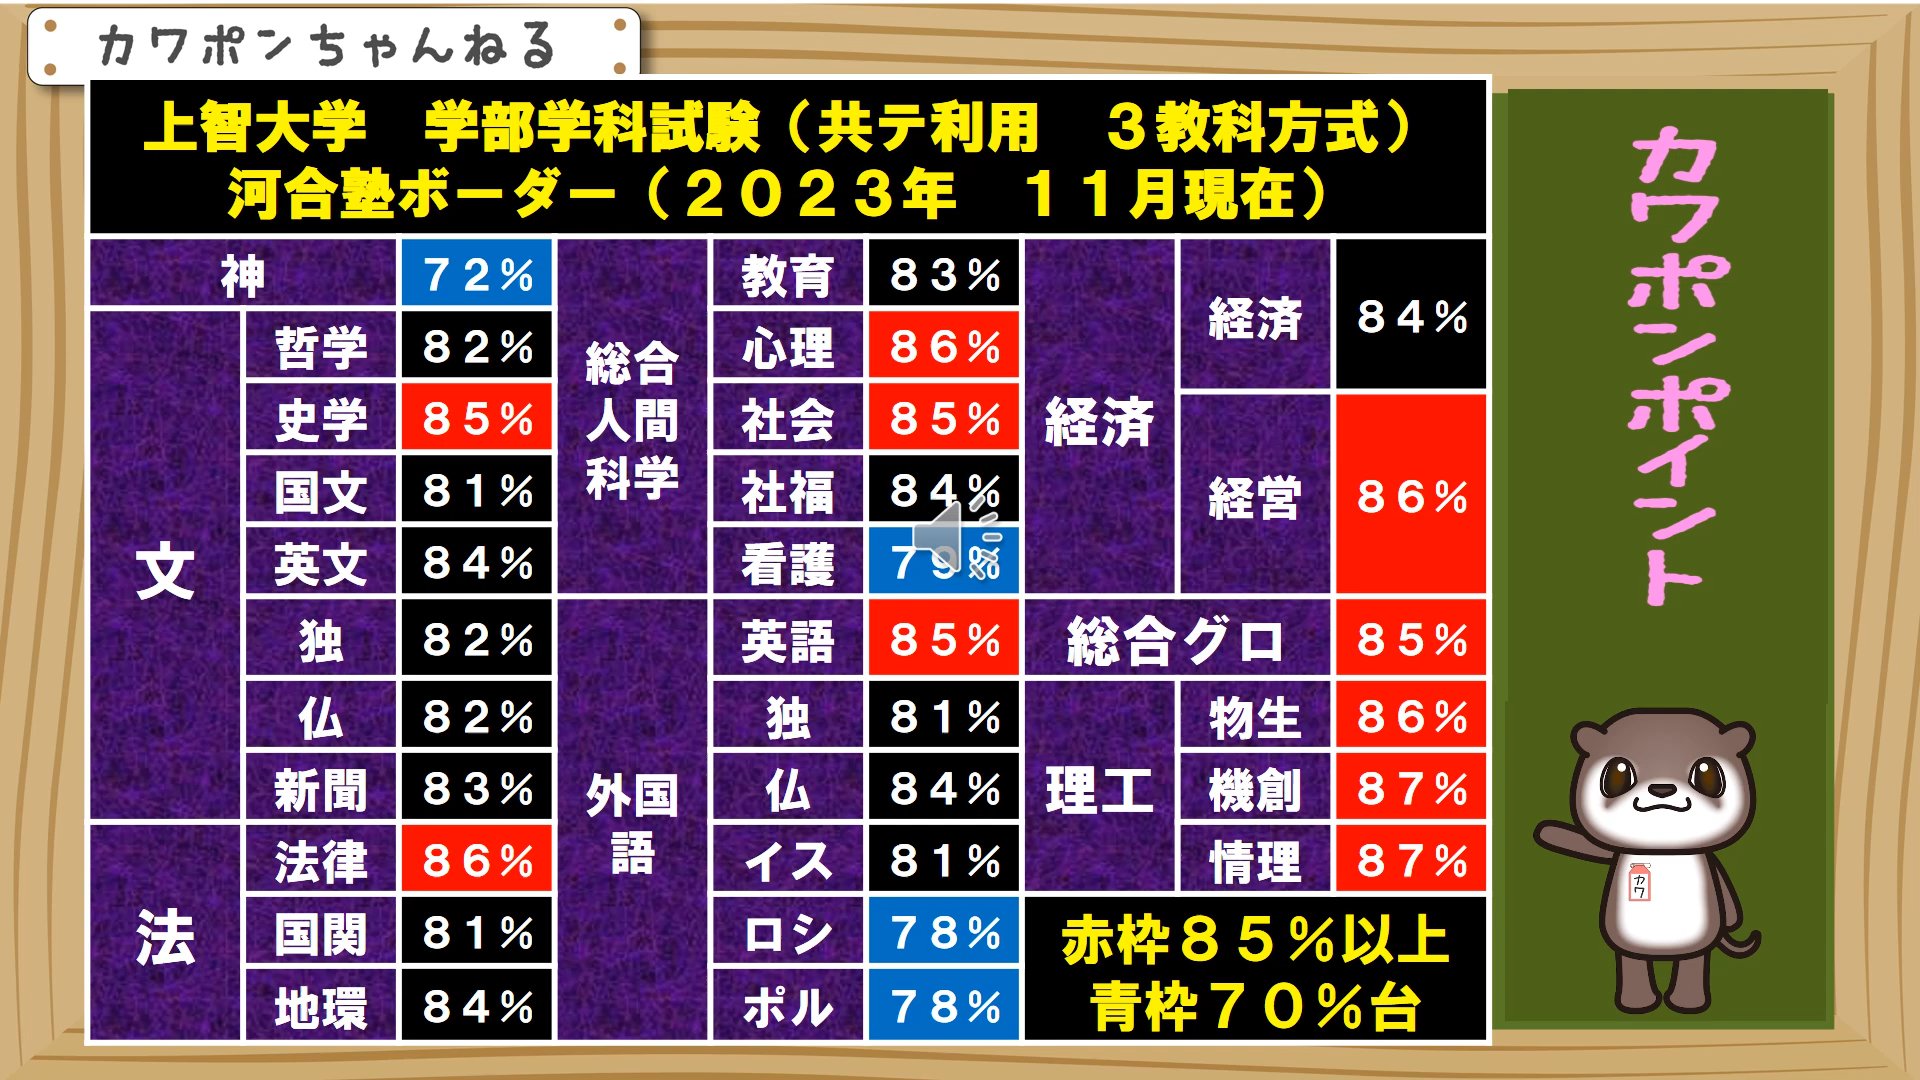 カワポンちゃんねる
上智大学　学部学科試験（共テ利用　３教科方式）
河合塾ボーダー（２０２３年　１１月現在）
神 ７２％
文
哲学 ８２％
史学 ８５％
国文 ８１％
英文 ８４％
独 ８２％
仏 ８２％
新聞 ８３％
法
法律 ８６％
国関 ８１％
地環 ８４％
総合
人間
科学
教育 ８３％
心理 ８６％
社会 ８５％
社福 ８４％
看護 ７９％
外国
語
英語 ８５％
独 ８１％
仏 ８４％
イス ８１％
ロシ ７８％
ポル ７８％
経済
経済 ８４％
経営 ８６％
総合グロ ８５％
理工
物生 ８６％
機創 ８７％
情理 ８７％
赤枠８５％以上
青枠７０％台
カワポンポイント
カワ